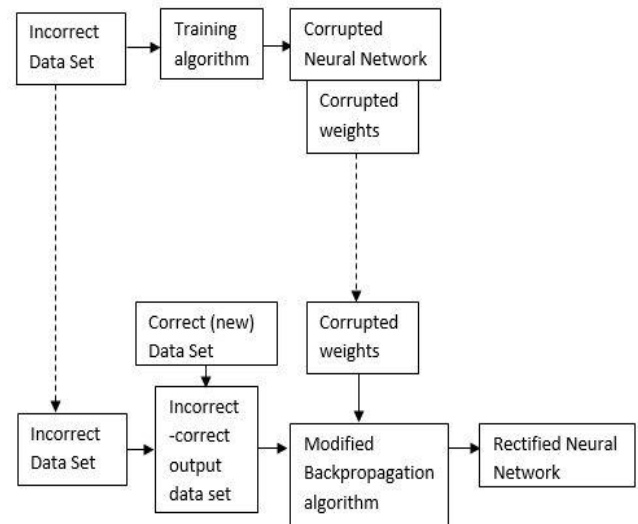 Incorrect
Data Set
Training
algorithm
Corrupted
Neural Network
Corrupted
weights
Correct (new)
Data Set
Corrupted
weights
Incorrect
Data Set
Incorrect
-correct
output
data set
Modified
Backpropagation
algorithm
Rectified Neural
Network